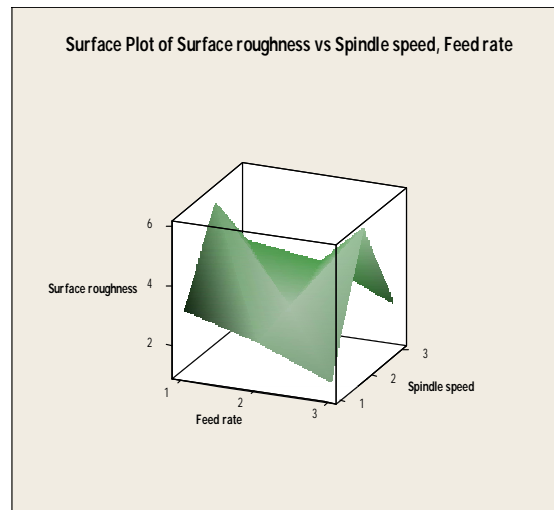 Surface Plot of Surface roughness vs Spindle speed, Feed rate
6
4
Surface roughness
2
3
2
Spindle speed
1
1
2
3
Feed rate